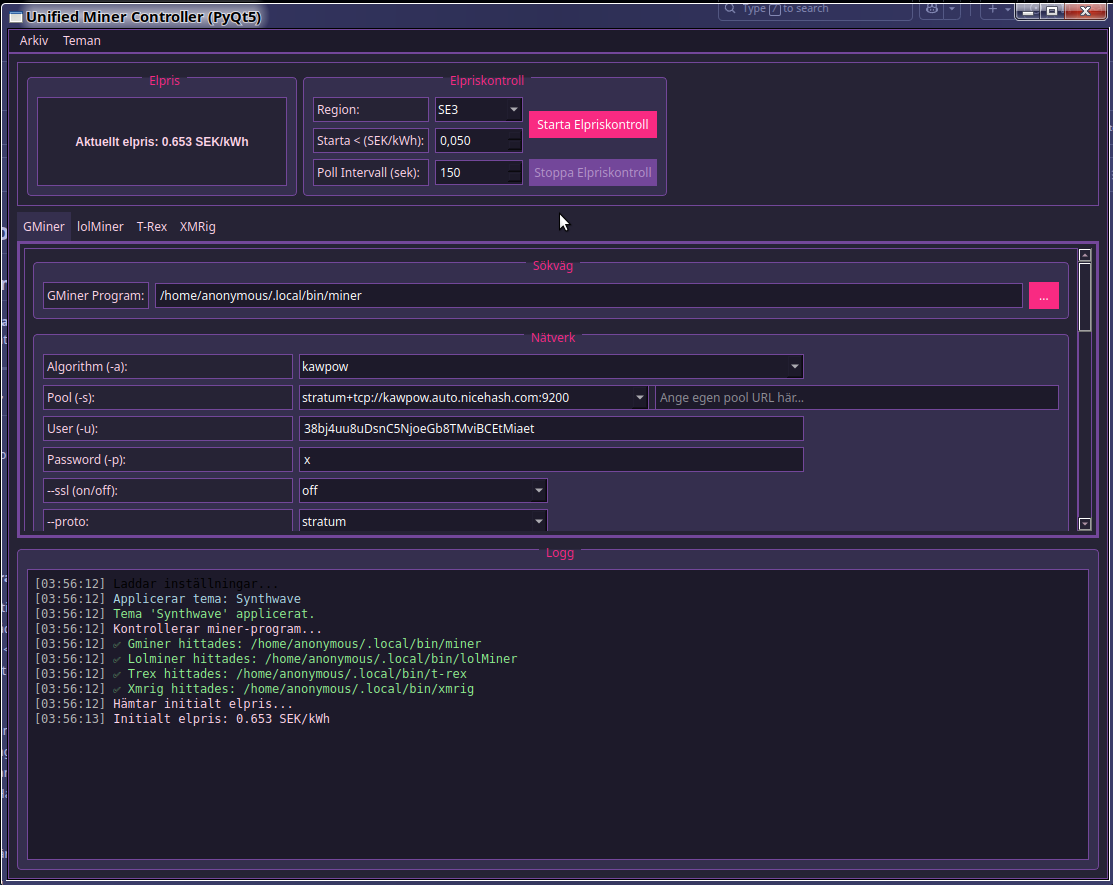 Unified Miner Controller (PyQt5)
Type / to search
Arkiv Teman
Elpris
Aktuellt elpris: 0.653 SEK/kWh
Elpriskontroll
Region: SE3
Starta < (SEK/kWh): 0,050
Poll Intervall (sek): 150
Starta Elpriskontroll
Stoppa Elpriskontroll
GMiner lolMiner T-Rex XMRig
Sökväg
GMiner Program: /home/anonymous/.local/bin/miner ...
Nätverk
Algorithm (-a): kawpow
Pool (-s): stratum+tcp://kawpow.auto.nicehash.com:9200 Ange egen pool URL här...
User (-u): 38bj4uu8uDsnC5NjoeGb8TMviBCEtMiaet
Password (-p): x
--ssl (on/off): off
--proto: stratum
Logg
[03:56:12] Laddar inställningar...
[03:56:12] Applicerar tema: Synthwave
[03:56:12] Tema 'Synthwave' applicerat.
[03:56:12] Kontrollerar miner-program...
[03:56:12] ✓ Gminer hittades: /home/anonymous/.local/bin/miner
[03:56:12] ✓ Lolminer hittades: /home/anonymous/.local/bin/lolMiner
[03:56:12] ✓ Trex hittades: /home/anonymous/.local/bin/t-rex
[03:56:12] ✓ Xmrig hittades: /home/anonymous/.local/bin/xmrig
[03:56:12] Hämtar initialt elpris...
[03:56:13] Initialt elpris: 0.653 SEK/kWh